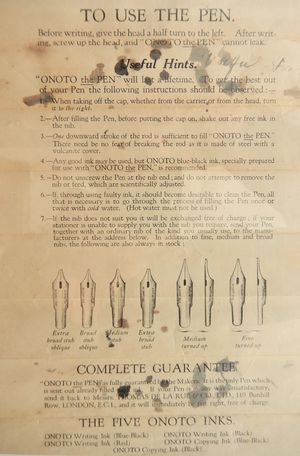 TO USE THE PEN.
Before writing, give the head a half turn to the left. After writ-
ing, screw up the head, and "ONOTO the PEN" cannot leak.
Useful Hints.
"ONOTO the PEN" will last a lifetime. To get the best out
of your Pen the following instructions should be observed :—
1.—When taking off the cap, whether from the carrier or from the head, turn
it to the right.
2.—After filling the Pen, before putting the cap on, shake out any free ink in
the nib.
3.—One downward stroke of the rod is sufficient to fill "ONOTO the PEN."
There need be no fear of breaking the rod as it is made of steel with a
vulcanite cover.
4.—Any good ink may be used, but ONOTO blue-black ink, specially prepared
for use with "ONOTO the PEN," is recommended.
5.—Do not unscrew the Pen at the nib end; and do not attempt to remove the
nib or feed, which are scientifically adjusted.
6.—If, through using faulty ink, it should become desirable to clean the Pen, all
that is necessary is to go through the process of filling the Pen once or
twice with cold water. (Hot water must not be used.)
7.—If the nib does not suit you it will be exchanged free of charge; if your
stationer is unable to supply you with the nib you require, send your Pen,
together with an ordinary nib of the kind you usually use, to the manu-
facturers at the address below. In addition to fine, medium and broad
nibs, the following are also always in stock :
Extra broad stub oblique
Broad stub oblique
Medium stub
Extra broad stub
Medium turned up
Fine turned up
COMPLETE GUARANTEE.
"ONOTO the PEN" is fully guaranteed by the Makers. It is the only Pen which
is sent out already filled If your Pen is manufactury,
send it back to Messrs. THOMAS DE LA RUE & CO. LTD., 110 Bunhill
Row, LONDON, E.C.1, and it will immediately be put right, free of charge.
THE FIVE ONOTO INKS.
ONOTO Writing Ink (Blue-Black) ONOTO Writing Ink (Black)
ONOTO Writing Ink (Red) ONOTO Copying Ink (Blue-Black)
ONOTO Copying Ink (Black).